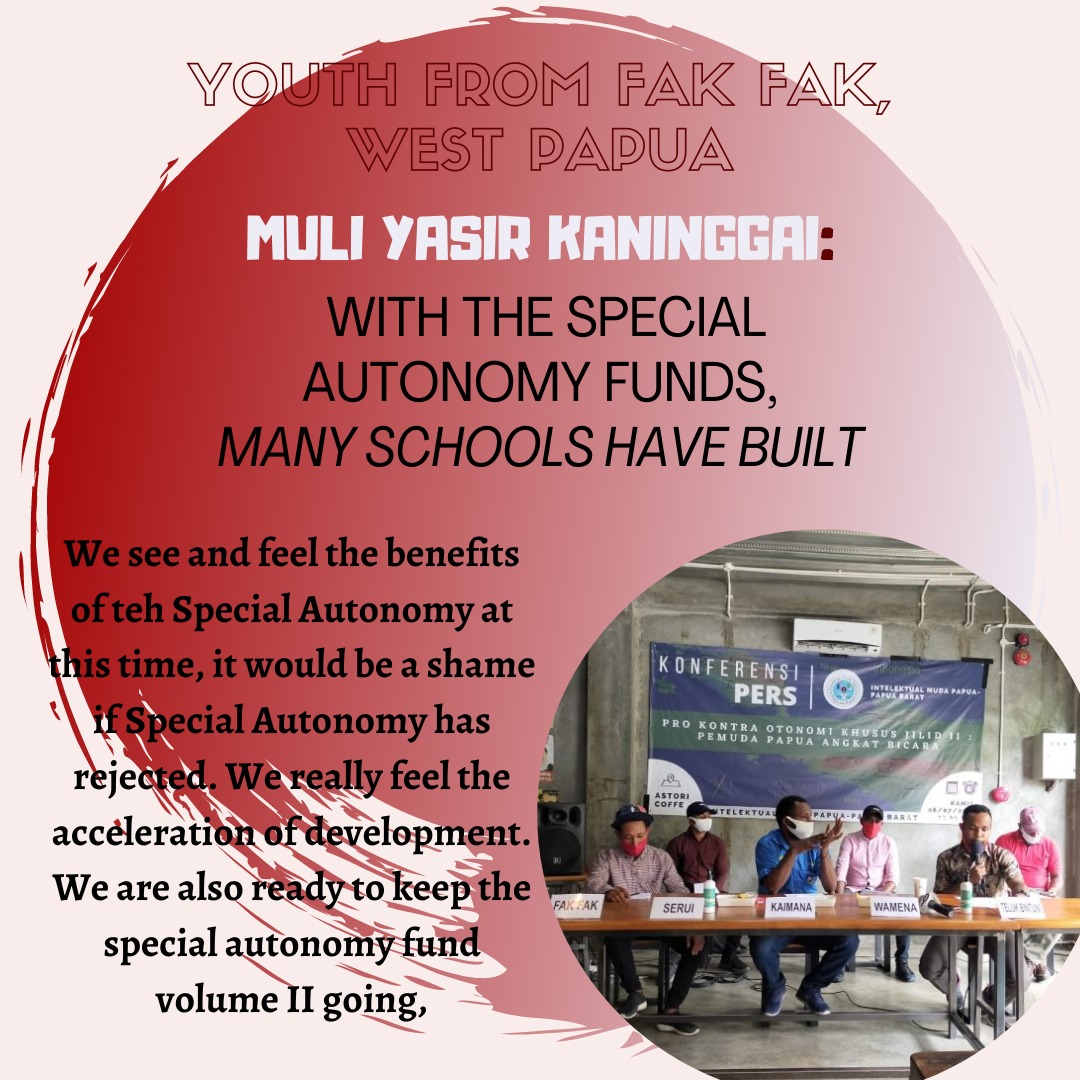 YOUTH FROM FAK FAK,
WEST PAPUA
MULI YASIR KANINGGAI:
WITH THE SPECIAL
AUTONOMY FUNDS,
MANY SCHOOLS HAVE BUILT
We see and feel the benefits
of teh Special Autonomy at
this time, it would be a shame
if Special Autonomy has
rejected. We really feel the
acceleration of development.
We are also ready to keep the
special autonomy fund
volume II going,
KONFERENSI
PERS
INTELEKTUAL MUDA PAPUA-
PAPUA BARAT
PRO KONTRA OTONOMI KHUSUS JILID II :
PEMUDA PAPUA ANGKAT BICARA
ASTORI
COFFE
KAMIS
FAK FAK
SERUI
KAIMANA
WAMENA
TELUK BINTUNI